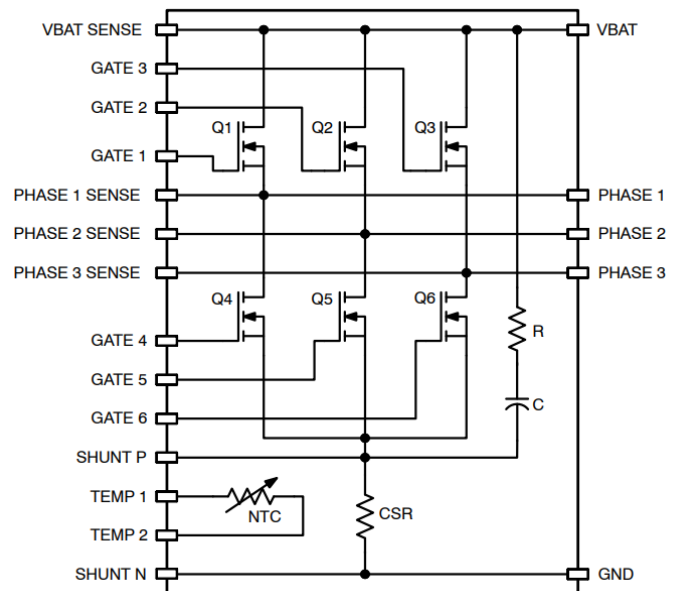 VBAT SENSE VBAT
GATE 3
GATE 2
Q1 Q2 Q3
GATE 1
PHASE 1 SENSE PHASE 1
PHASE 2 SENSE PHASE 2
PHASE 3 SENSE PHASE 3
Q4 Q5 Q6
R
GATE 4
GATE 5
C
GATE 6
SHUNT P
TEMP 1
NTC CSR
TEMP 2
SHUNT N GND